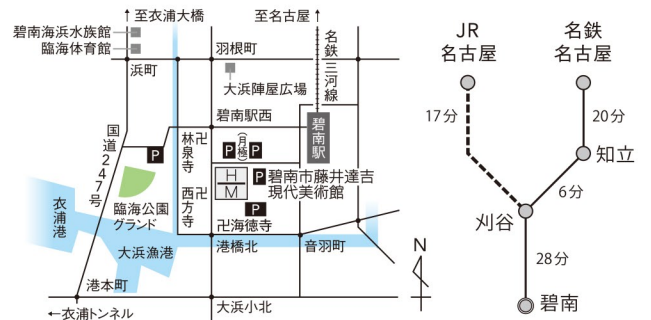 ↑至衣浦大橋
至名古屋↑
碧南海浜水族館
臨海体育館
浜町
羽根町
大浜陣屋広場
名鉄三河線
碧南駅西
碧南駅
国道247号
P
林泉寺
卍
P
(月極)
P
H
M
P
碧南市藤井達吉
現代美術館
西方寺
卍
P
卍海徳寺
衣浦港
臨海公園
グランド
大浜漁港
港橋北
音羽町
港本町
大浜小北
←衣浦トンネル
N
JR
名古屋
名鉄
名古屋
17分
20分
知立
6分
刈谷
28分
碧南